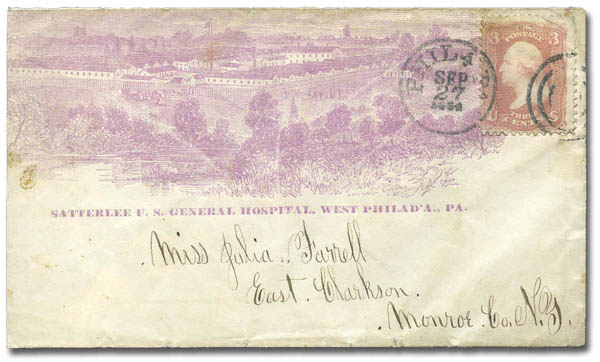 3 3
U.S. POSTAGE
PHILA
SEP
27
U S
THREE CENTS
SATTERLEE U. S. GENERAL HOSPITAL, WEST PHILAD'A., PA.
Miss Julia. Farrell
East. Clarkson.
Monroe. Co. N.Y.